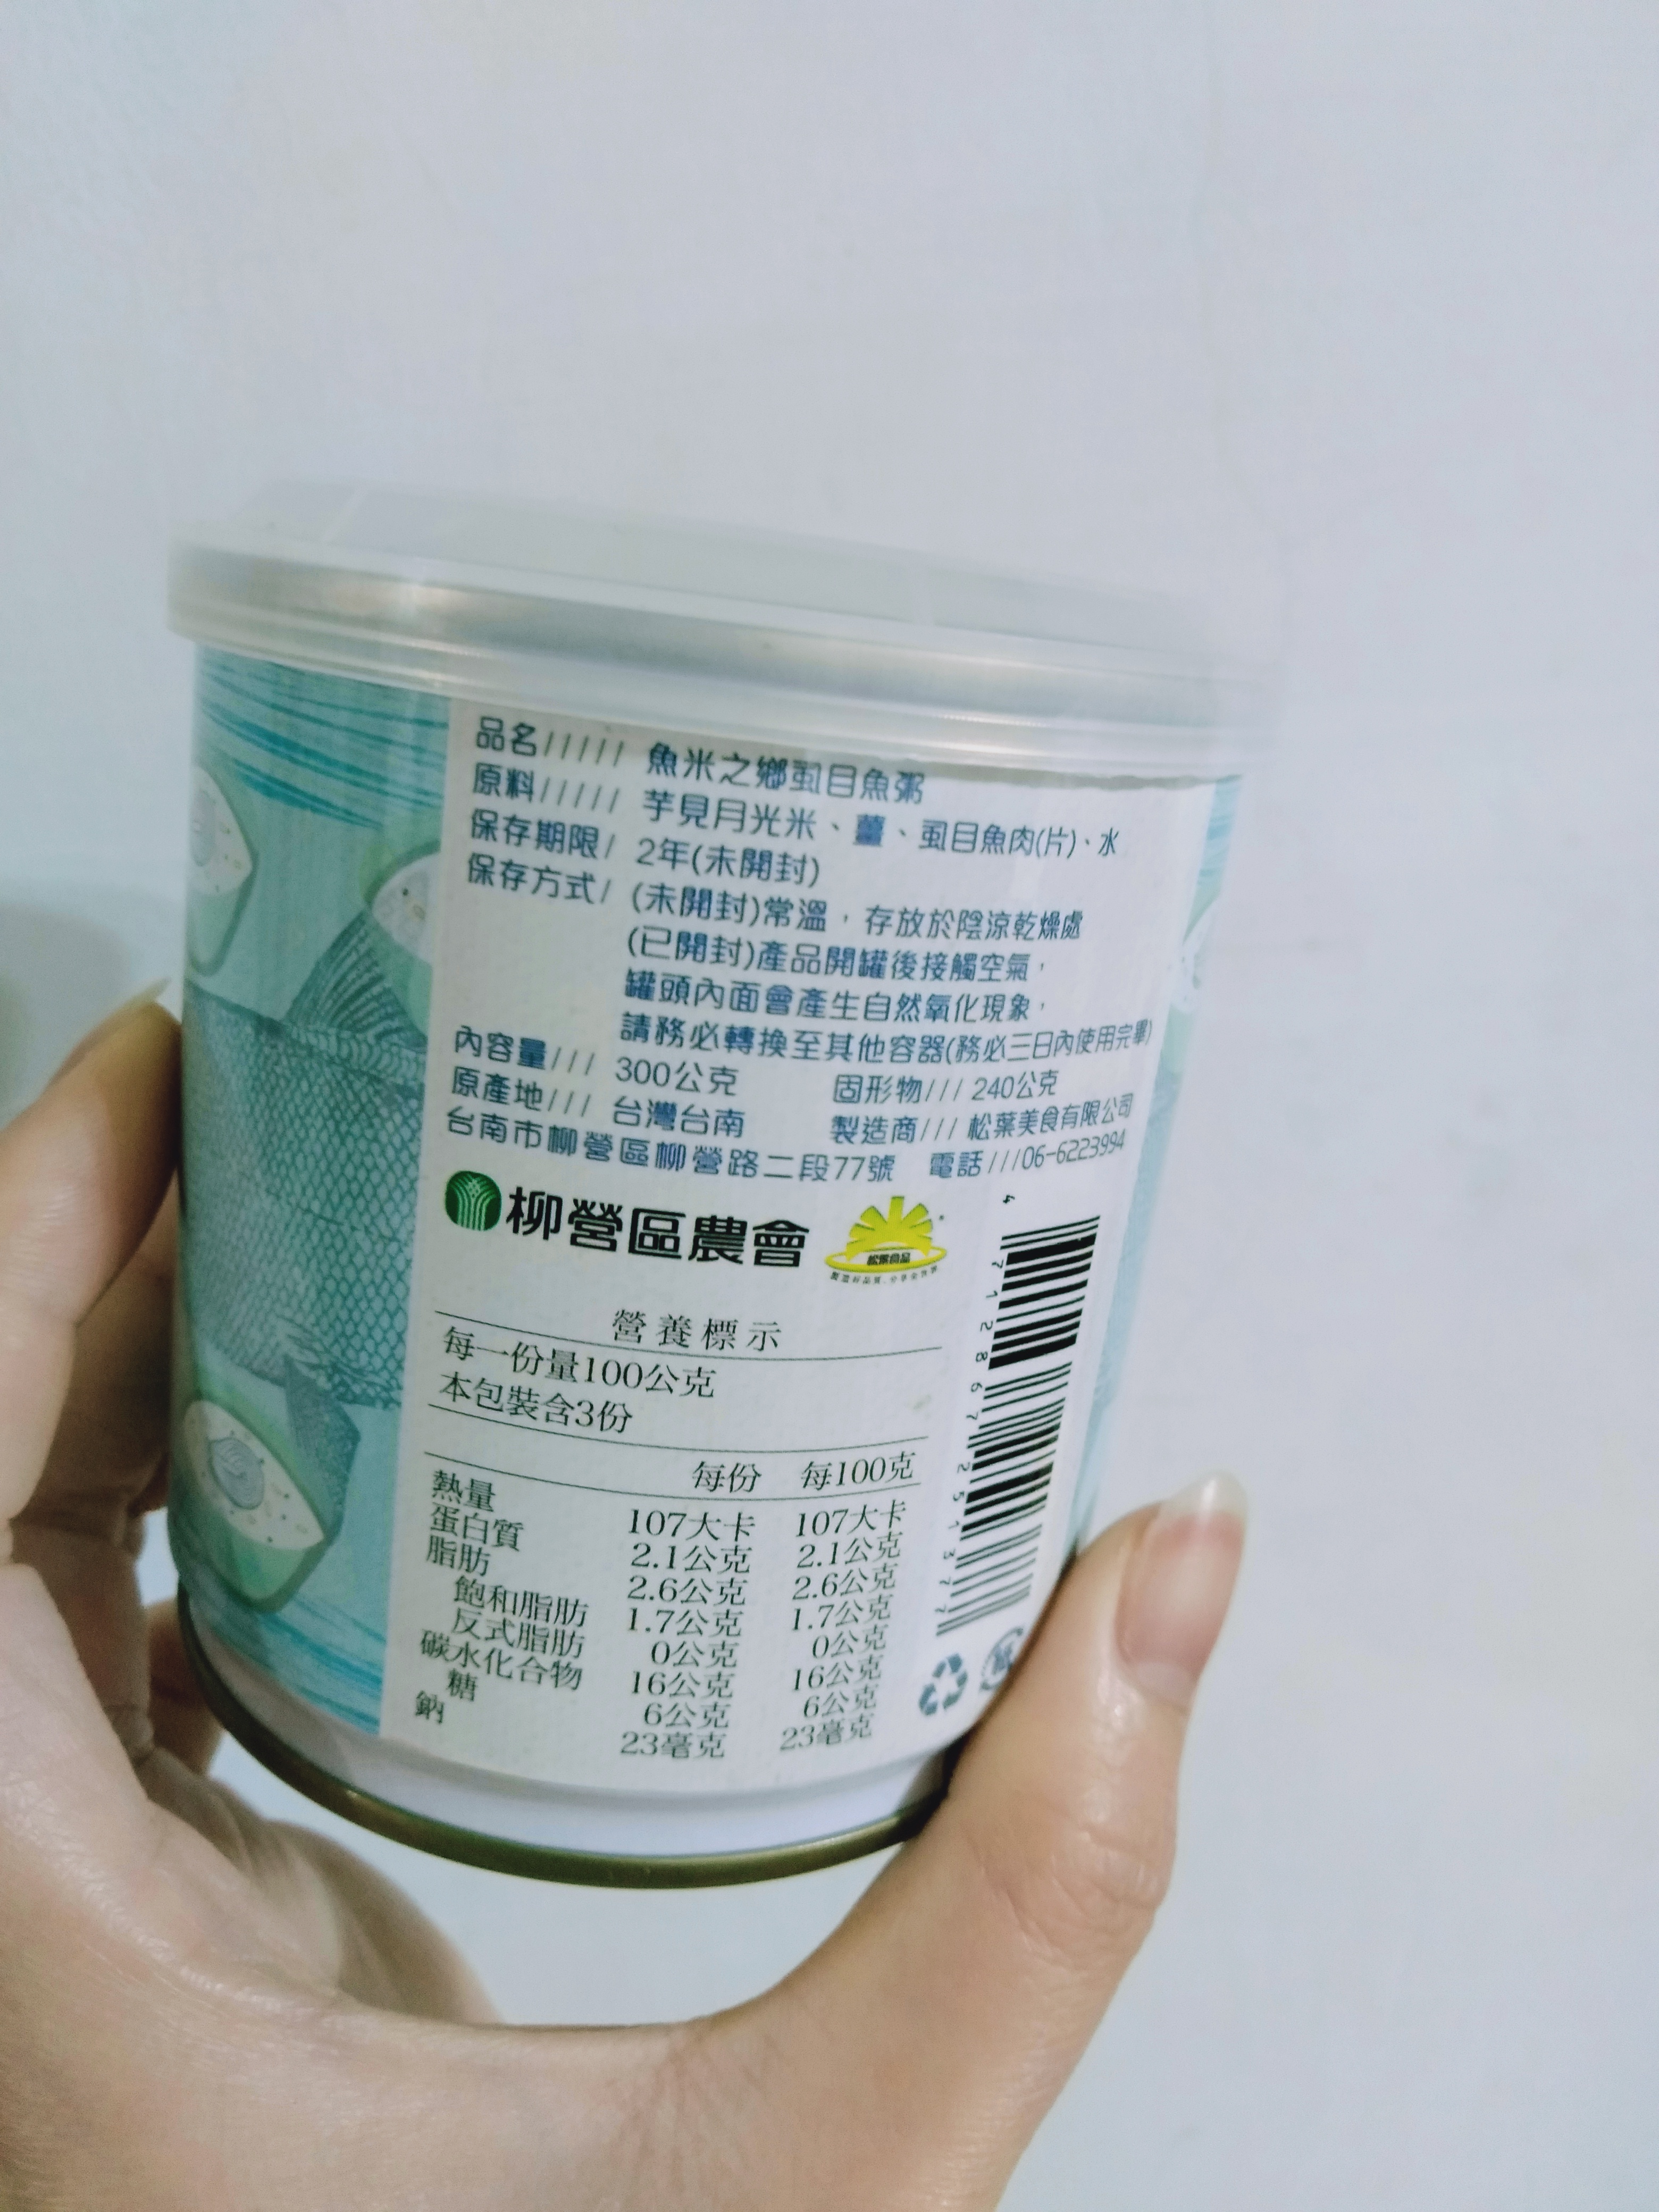 品名///// 魚米之鄉虱目魚粥
原料///// 芋見月光米、薑、虱目魚肉(片)、水
保存期限/ 2年(未開封)
保存方式/ (未開封)常溫，存放於陰涼乾燥處
(已開封)產品開罐後接觸空氣，
罐頭內面會產生自然氧化現象，
請務必轉換至其他容器(務必三日內使用完畢)
內容量/// 300公克 固形物/// 240公克
原產地/// 台灣台南 製造商/// 松葉美食有限公司
台南市柳營區柳營路二段77號 電話///06-6223994
柳營區農會
松葉食品
營養標示
每一份量100公克
本包裝含3份
每份 每100克
熱量 107大卡 107大卡
蛋白質 2.1公克 2.1公克
脂肪 2.6公克 2.6公克
飽和脂肪 1.7公克 1.7公克
反式脂肪 0公克 0公克
碳水化合物 16公克 16公克
糖 6公克 6公克
鈉 23毫克 23毫克
4 712867 251377